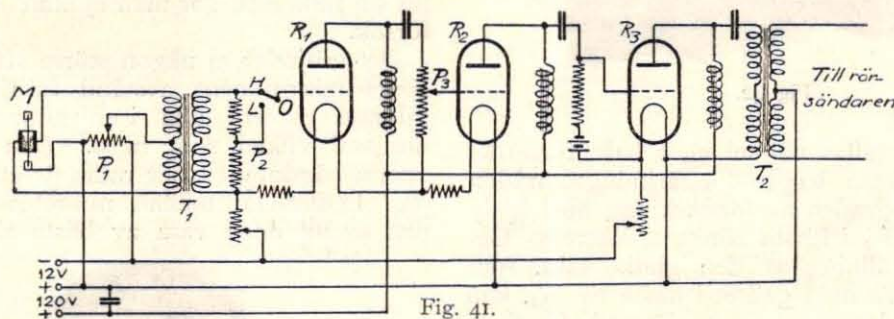 R1 R2 R3
M H O P3 Till rör-
L sändaren
P1 P2
T1 T2
− 12V
+
120V
+
Fig. 41.